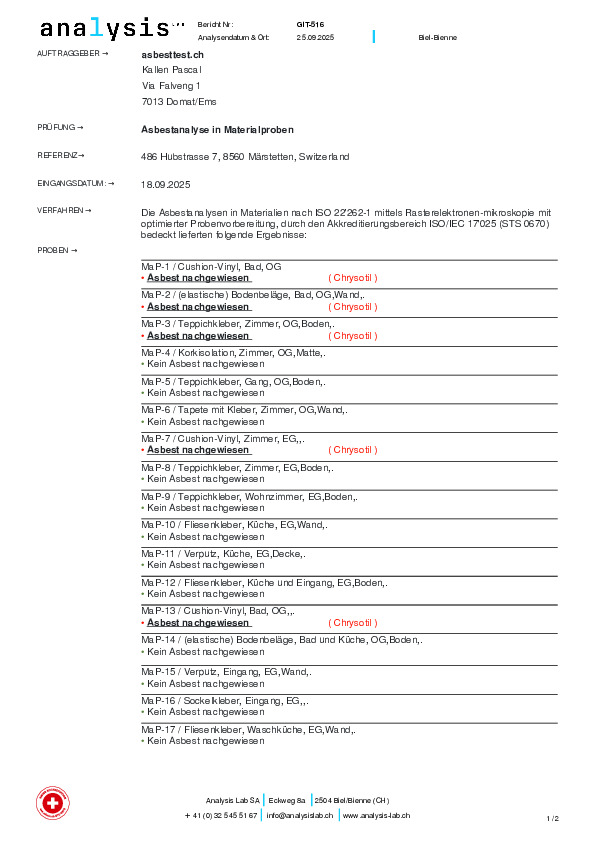 analysis
Bericht Nr: GIT-516
Analysendatum & Ort: 25.09.2025 Biel-Bienne
AUFTRAGGEBER → asbesttest.ch
Kallen Pascal
Via Falveng 1
7013 Domat/Ems
PRÜFUNG → Asbestanalyse in Materialproben
REFERENZ → 486 Hubstrasse 7, 8560 Märstetten, Switzerland
EINGANGSDATUM: → 18.09.2025
VERFAHREN → Die Asbestanalysen in Materialien nach ISO 22'262-1 mittels Rasterelektronen-mikroskopie mit
optimierter Probenvorbereitung, durch den Akkreditierungsbereich ISO/IEC 17'025 (STS 0670)
bedeckt lieferten folgende Ergebnisse:
PROBEN →
MaP-1 / Cushion-Vinyl, Bad, OG
• Asbest nachgewiesen ( Chrysotil )
MaP-2 / (elastische) Bodenbeläge, Bad, OG,Wand,.
• Asbest nachgewiesen ( Chrysotil )
MaP-3 / Teppichkleber, Zimmer, OG,Boden,.
• Asbest nachgewiesen ( Chrysotil )
MaP-4 / Korkisolation, Zimmer, OG,Matte,.
• Kein Asbest nachgewiesen
MaP-5 / Teppichkleber, Gang, OG,Boden,.
• Kein Asbest nachgewiesen
MaP-6 / Tapete mit Kleber, Zimmer, OG,Wand,.
• Kein Asbest nachgewiesen
MaP-7 / Cushion-Vinyl, Zimmer, EG,,.
• Asbest nachgewiesen ( Chrysotil )
MaP-8 / Teppichkleber, Zimmer, EG,Boden,.
• Kein Asbest nachgewiesen
MaP-9 / Teppichkleber, Wohnzimmer, EG,Boden,.
• Kein Asbest nachgewiesen
MaP-10 / Fliesenkleber, Küche, EG,Wand,.
• Kein Asbest nachgewiesen
MaP-11 / Verputz, Küche, EG,Decke,.
• Kein Asbest nachgewiesen
MaP-12 / Fliesenkleber, Küche und Eingang, EG,Boden,.
• Kein Asbest nachgewiesen
MaP-13 / Cushion-Vinyl, Bad, OG,,.
• Asbest nachgewiesen ( Chrysotil )
MaP-14 / (elastische) Bodenbeläge, Bad und Küche, OG,Boden,.
• Kein Asbest nachgewiesen
MaP-15 / Verputz, Eingang, EG,Wand,.
• Kein Asbest nachgewiesen
MaP-16 / Sockelkleber, Eingang, EG,,.
• Kein Asbest nachgewiesen
MaP-17 / Fliesenkleber, Waschküche, EG,Wand,.
• Kein Asbest nachgewiesen
Analysis Lab SA | Eckweg 8a | 2504 Biel/Bienne (CH)
+ 41 (0) 32 545 51 67 | info@analysislab.ch | www.analysis-lab.ch
1 / 2